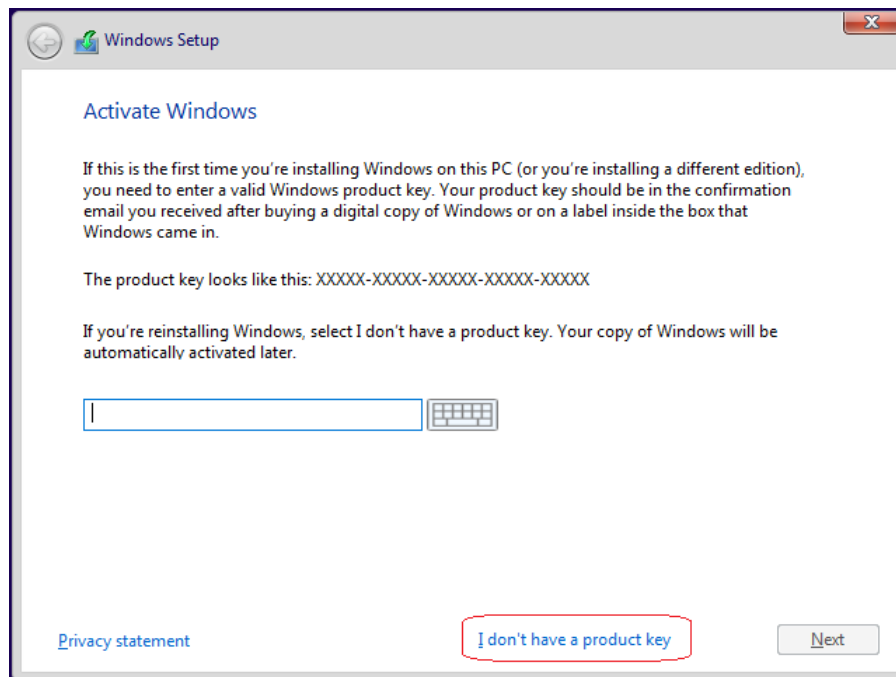 Windows Setup
Activate Windows
If this is the first time you're installing Windows on this PC (or you're installing a different edition),
you need to enter a valid Windows product key. Your product key should be in the confirmation
email you received after buying a digital copy of Windows or on a label inside the box that
Windows came in.
The product key looks like this: XXXXX-XXXXX-XXXXX-XXXXX-XXXXX
If you're reinstalling Windows, select I don't have a product key. Your copy of Windows will be
automatically activated later.
Privacy statement
I don't have a product key
Next